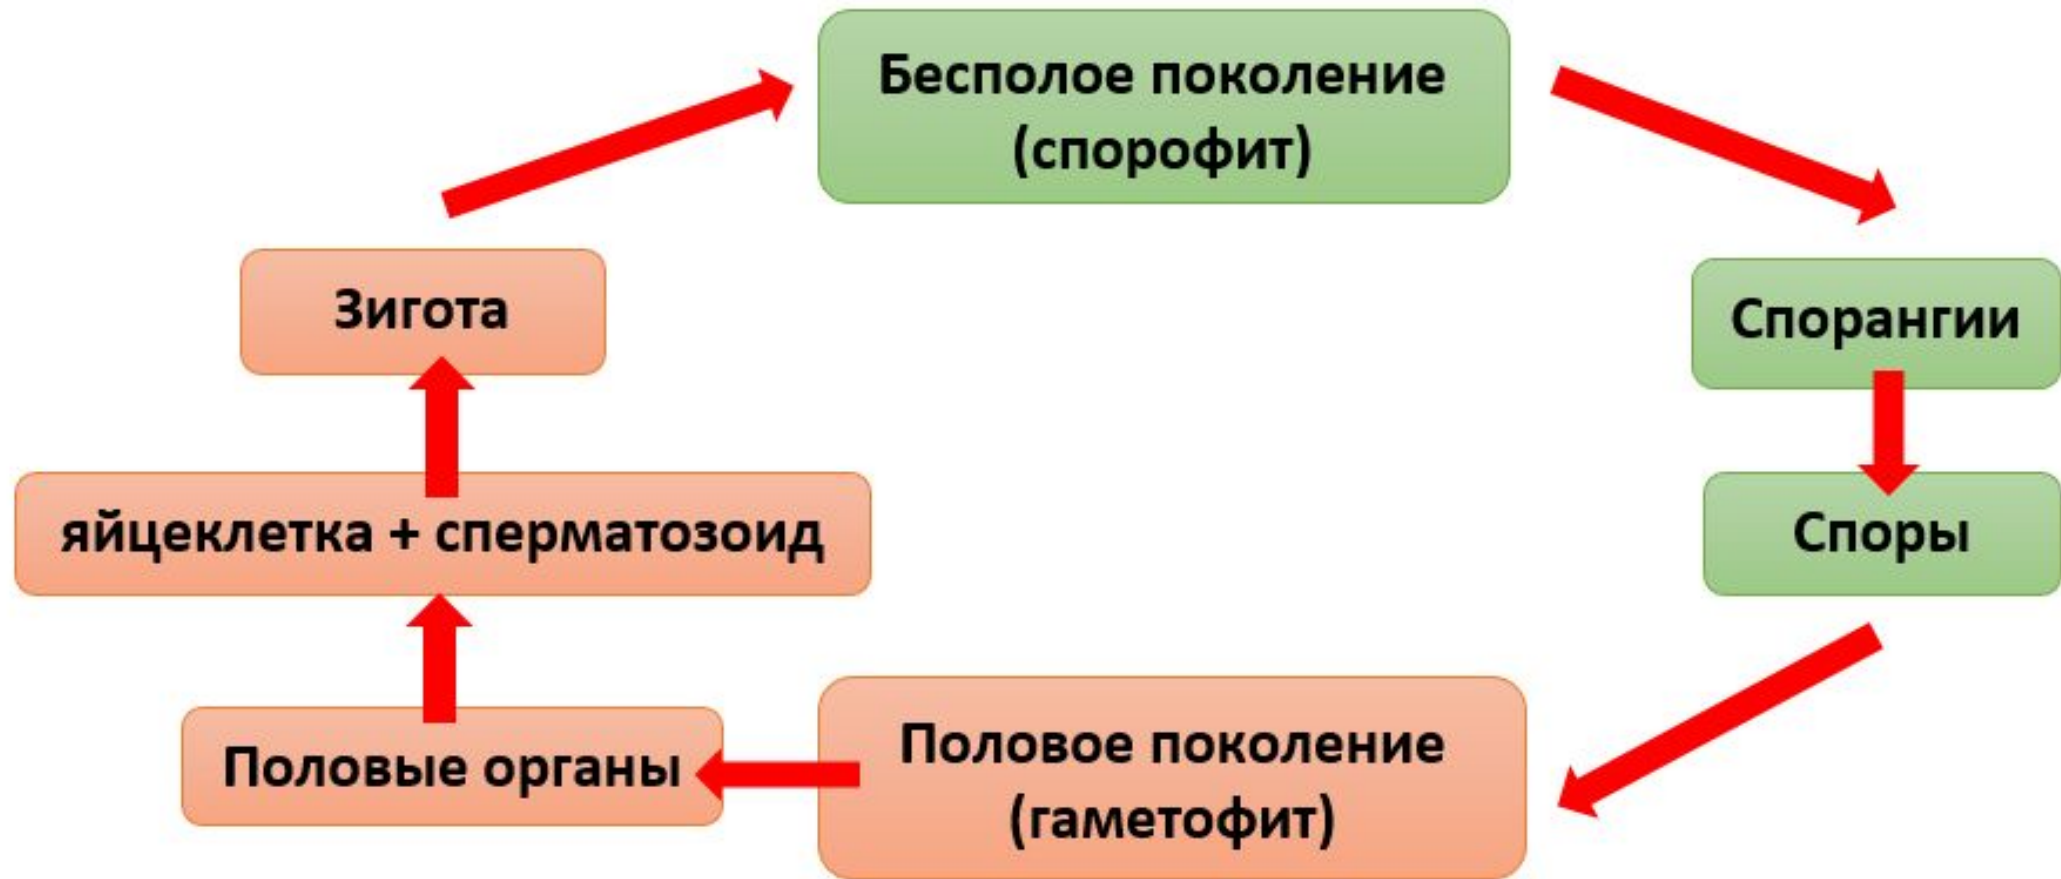 Бесполое поколение
(спорофит)
Зигота
Спорангии
яйцеклетка + сперматозоид
Споры
Половые органы
Половое поколение
(гаметофит)